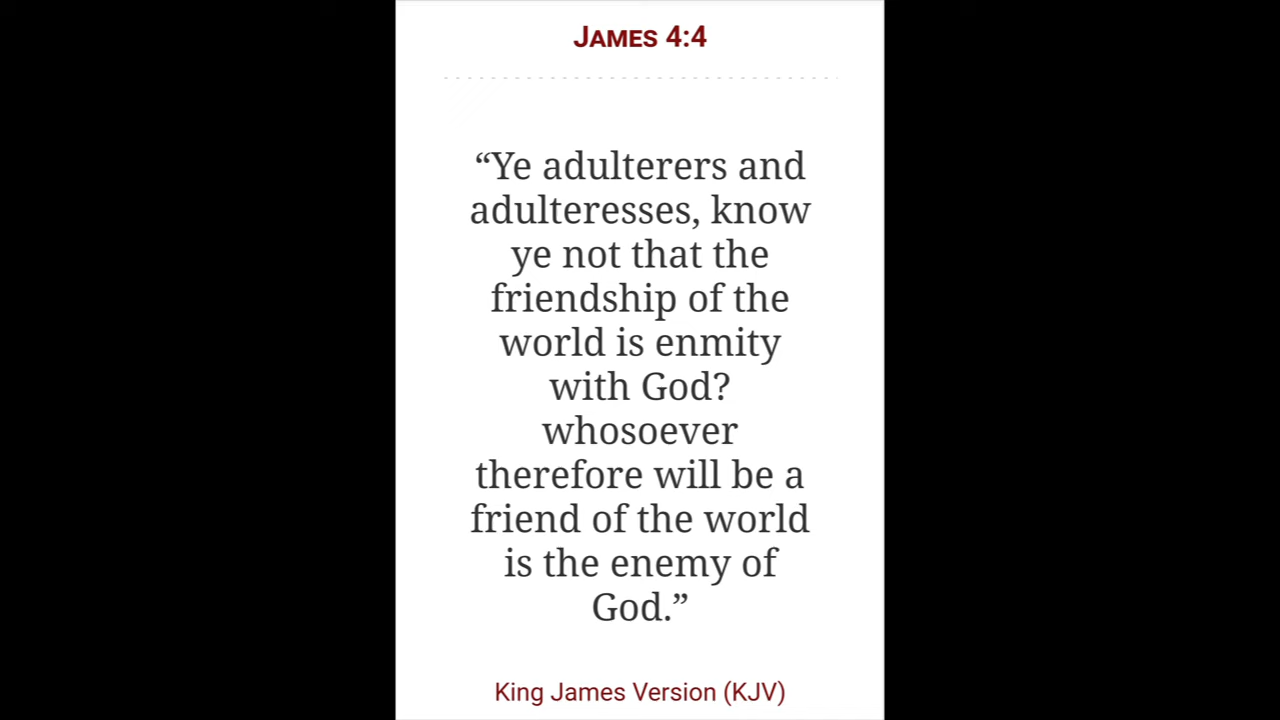 James 4:4
“Ye adulterers and
adulteresses, know
ye not that the
friendship of the
world is enmity
with God?
whosoever
therefore will be a
friend of the world
is the enemy of
God.”
King James Version (KJV)